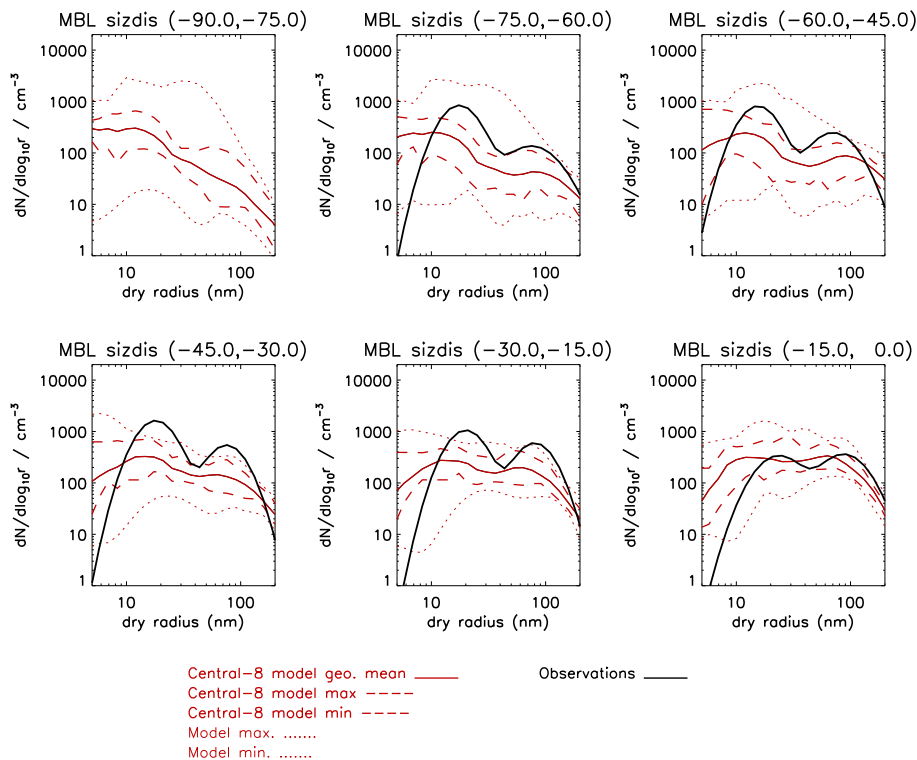 MBL sizdis (−90.0,−75.0)
MBL sizdis (−75.0,−60.0)
MBL sizdis (−60.0,−45.0)
dN/dlog₁₀r / cm⁻³
10000
1000
100
10
1
10
100
dry radius (nm)
dN/dlog₁₀r / cm⁻³
10000
1000
100
10
1
10
100
dry radius (nm)
dN/dlog₁₀r / cm⁻³
10000
1000
100
10
1
10
100
dry radius (nm)
MBL sizdis (−45.0,−30.0)
MBL sizdis (−30.0,−15.0)
MBL sizdis (−15.0, 0.0)
dN/dlog₁₀r / cm⁻³
10000
1000
100
10
1
10
100
dry radius (nm)
dN/dlog₁₀r / cm⁻³
10000
1000
100
10
1
10
100
dry radius (nm)
dN/dlog₁₀r / cm⁻³
10000
1000
100
10
1
10
100
dry radius (nm)
Central−8 model geo. mean
Central−8 model max
Central−8 model min
Model max. .......
Model min. .......
Observations